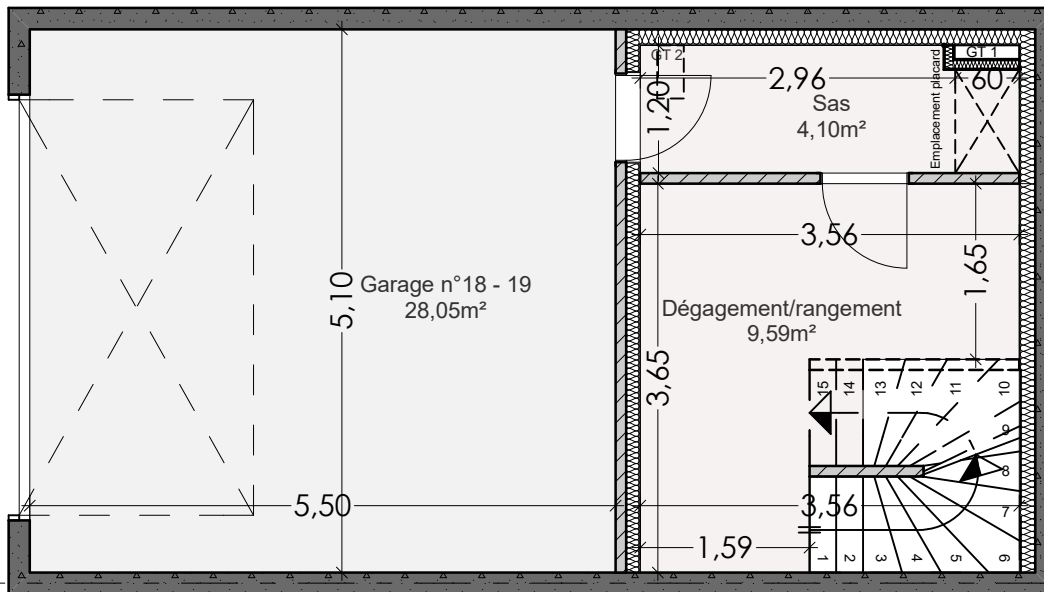 GT 2
GT 1
2,96
60
Sas
4,10m²
1,20
Emplacement placard
3,56
1,65
Garage n°18 - 19
28,05m²
5,10
Dégagement/rangement
9,59m²
3,65
15
14
13
12
11
10
9
8
7
5,50
3,56
1,59
1
2
3
4
5
6